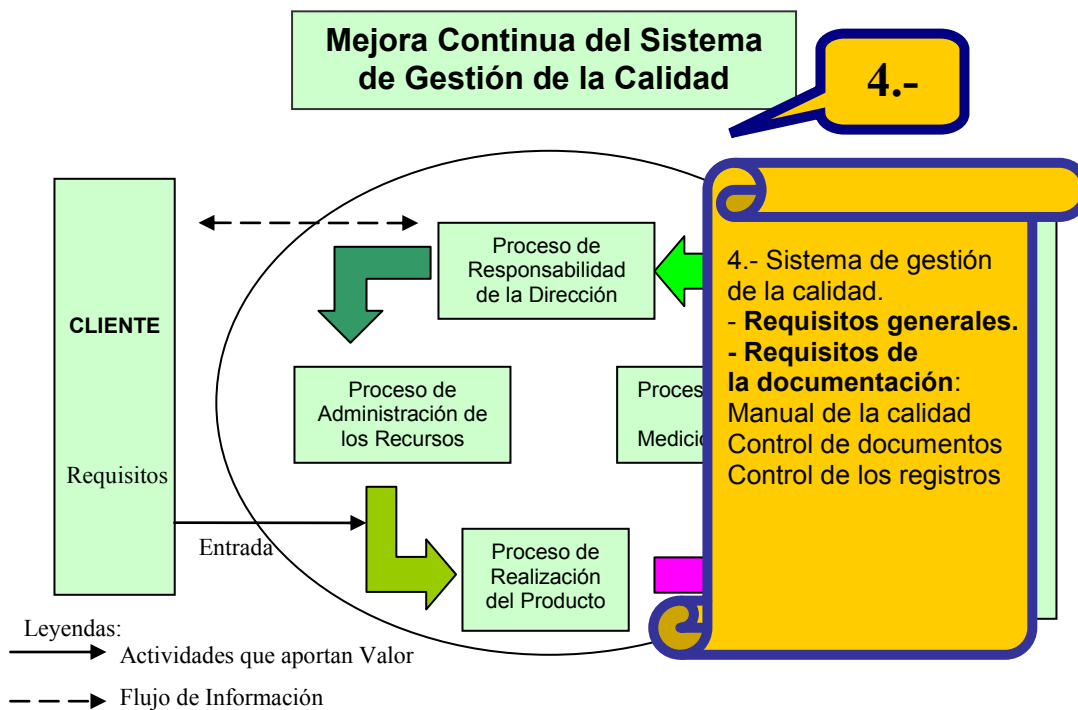 Mejora Continua del Sistema
de Gestión de la Calidad
4.-
CLIENTE
Requisitos
Entrada
Proceso de
Responsabilidad
de la Dirección
Proceso de
Administración de
los Recursos
Proceso de
Realización
del Producto
4.- Sistema de gestión
de la calidad.
- Requisitos generales.
- Requisitos de
la documentación:
Manual de la calidad
Control de documentos
Control de los registros
Leyendas:
Actividades que aportan Valor
Flujo de Información